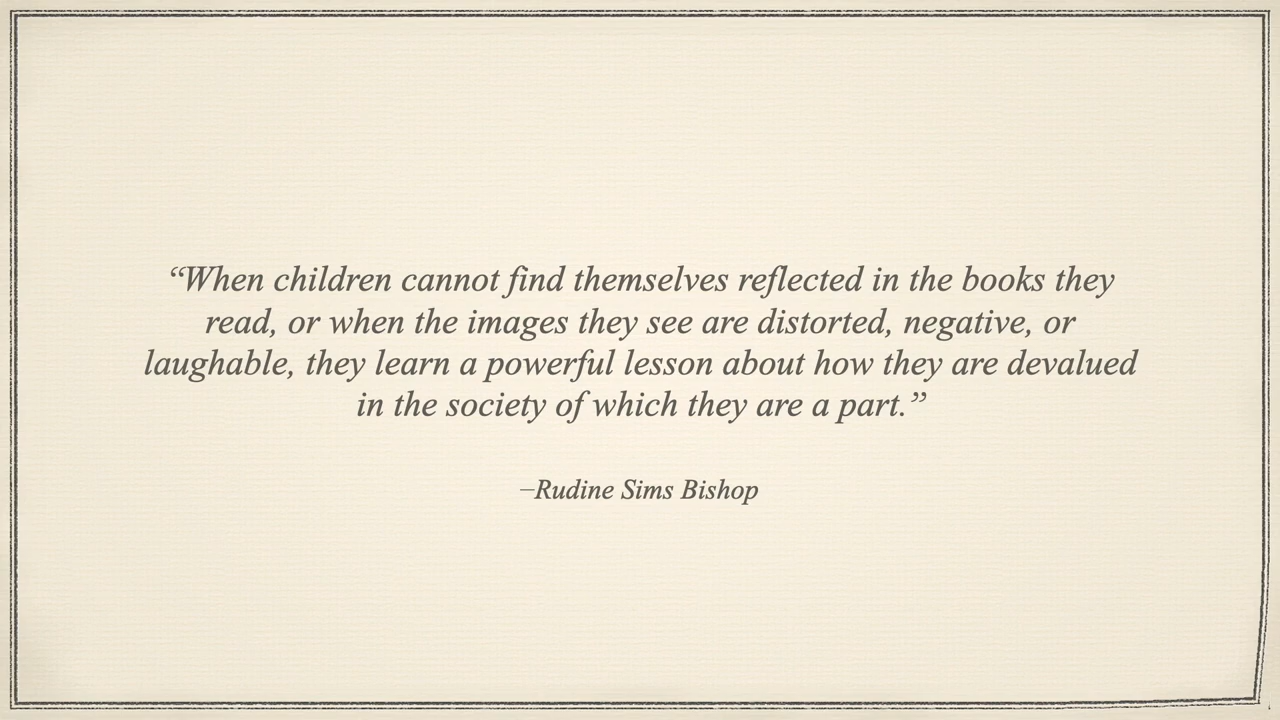 “When children cannot find themselves reflected in the books they
read, or when the images they see are distorted, negative, or
laughable, they learn a powerful lesson about how they are devalued
in the society of which they are a part.”
–Rudine Sims Bishop